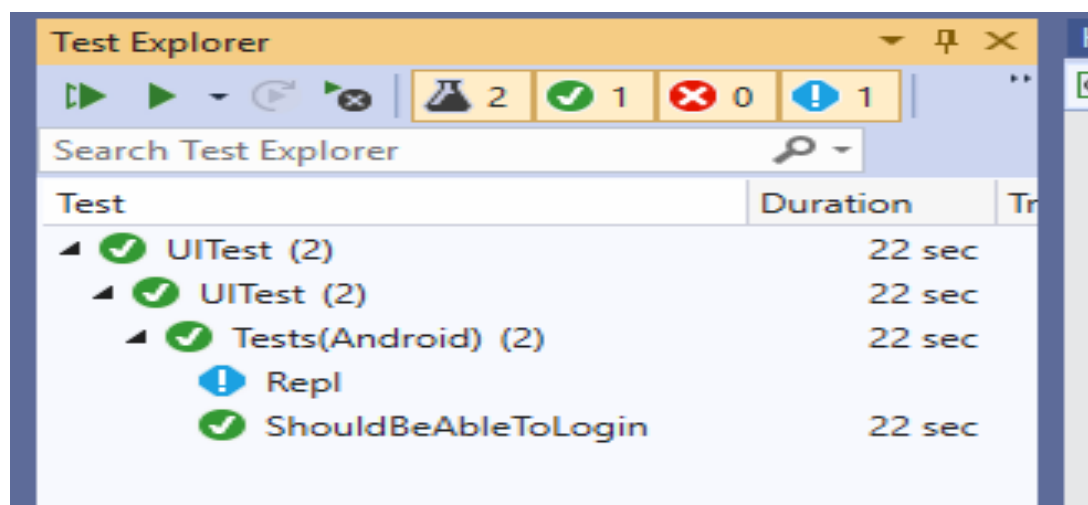 Test Explorer
2 1 0 1
Search Test Explorer
Test Duration Tr
UITest (2) 22 sec
UITest (2) 22 sec
Tests(Android) (2) 22 sec
Repl
ShouldBeAbleToLogin 22 sec